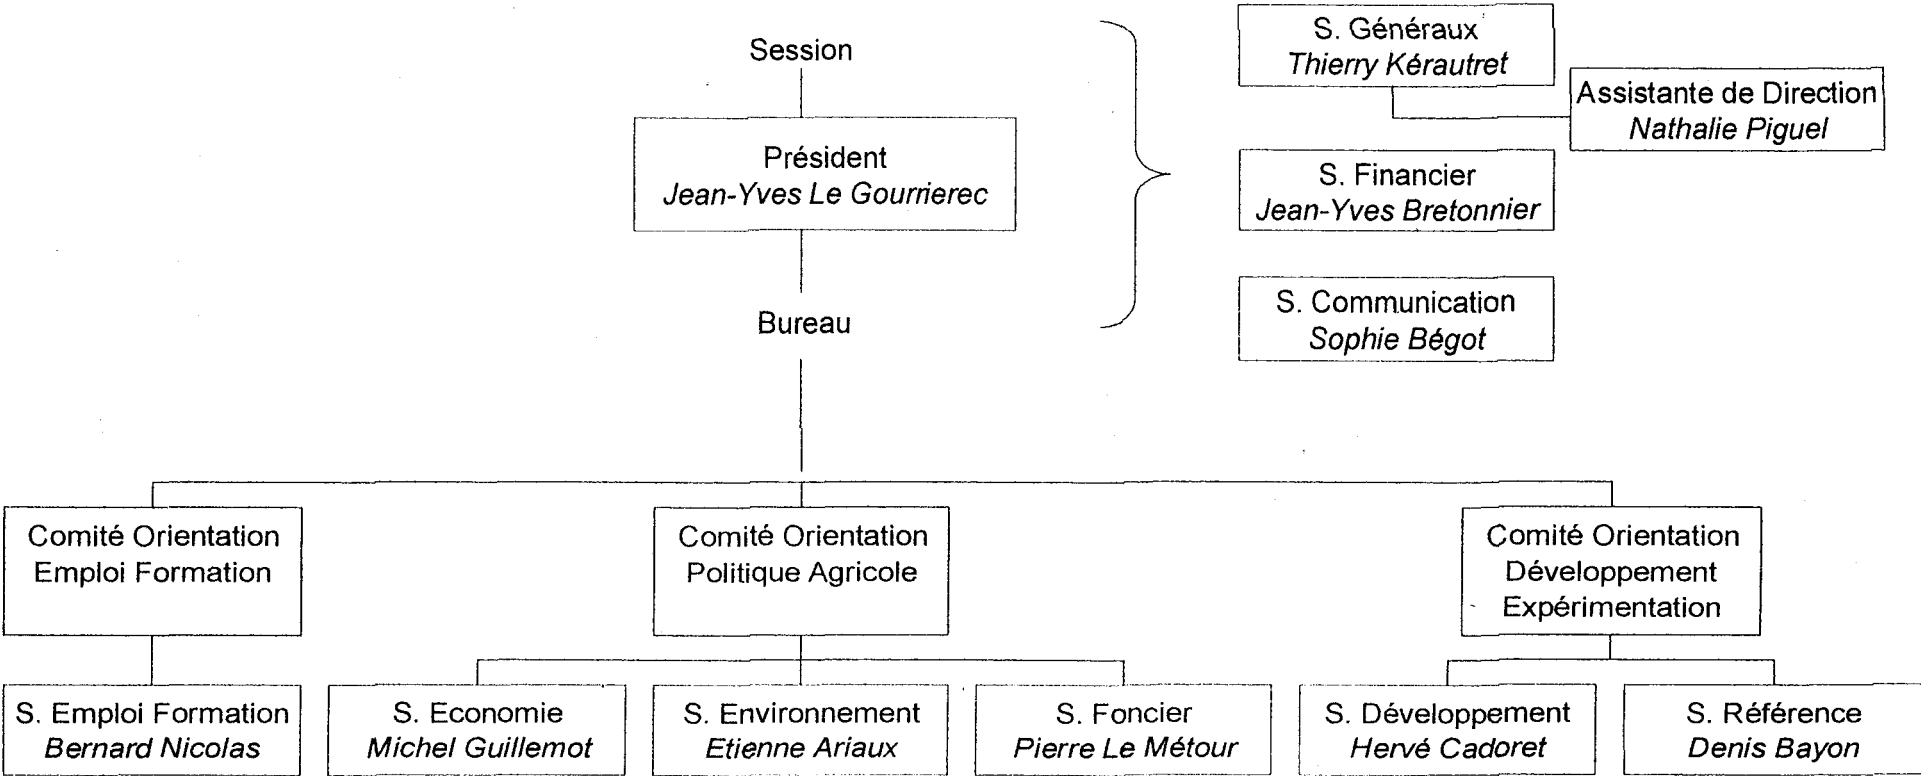 Session
Président
Jean-Yves Le Gourrierec
Bureau
S. Généraux
Thierry Kérautret
Assistante de Direction
Nathalie Piguel
S. Financier
Jean-Yves Bretonnier
S. Communication
Sophie Bégot
Comité Orientation
Emploi Formation
Comité Orientation
Politique Agricole
Comité Orientation
Développement
Expérimentation
S. Emploi Formation
Bernard Nicolas
S. Economie
Michel Guillemot
S. Environnement
Etienne Ariaux
S. Foncier
Pierre Le Métour
S. Développement
Hervé Cadoret
S. Référence
Denis Bayon